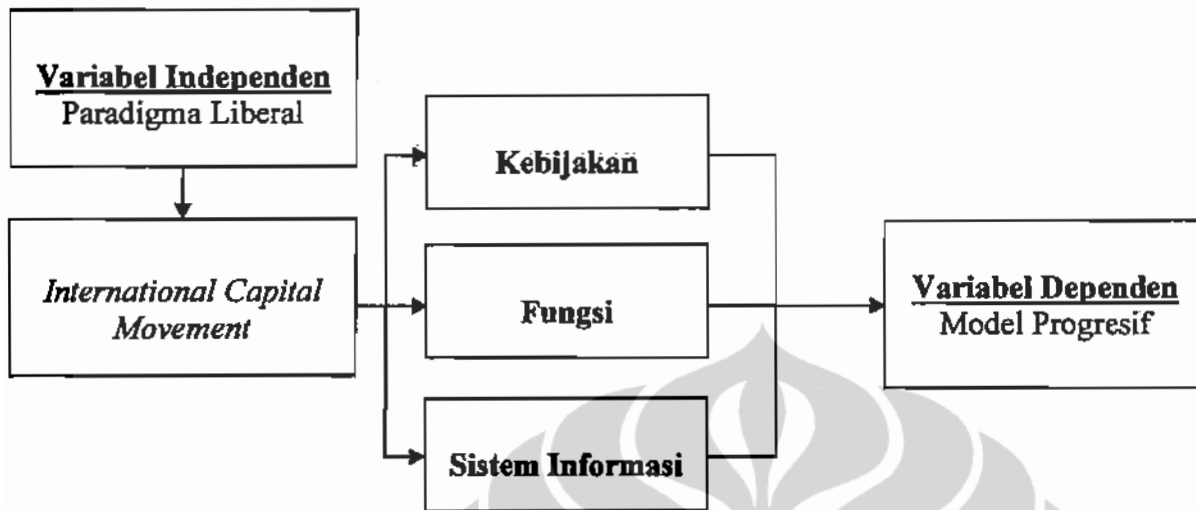 Variabel Independen
Paradigma Liberal
International Capital
Movement
Kebijakan
Fungsi
Sistem Informasi
Variabel Dependen
Model Progresif